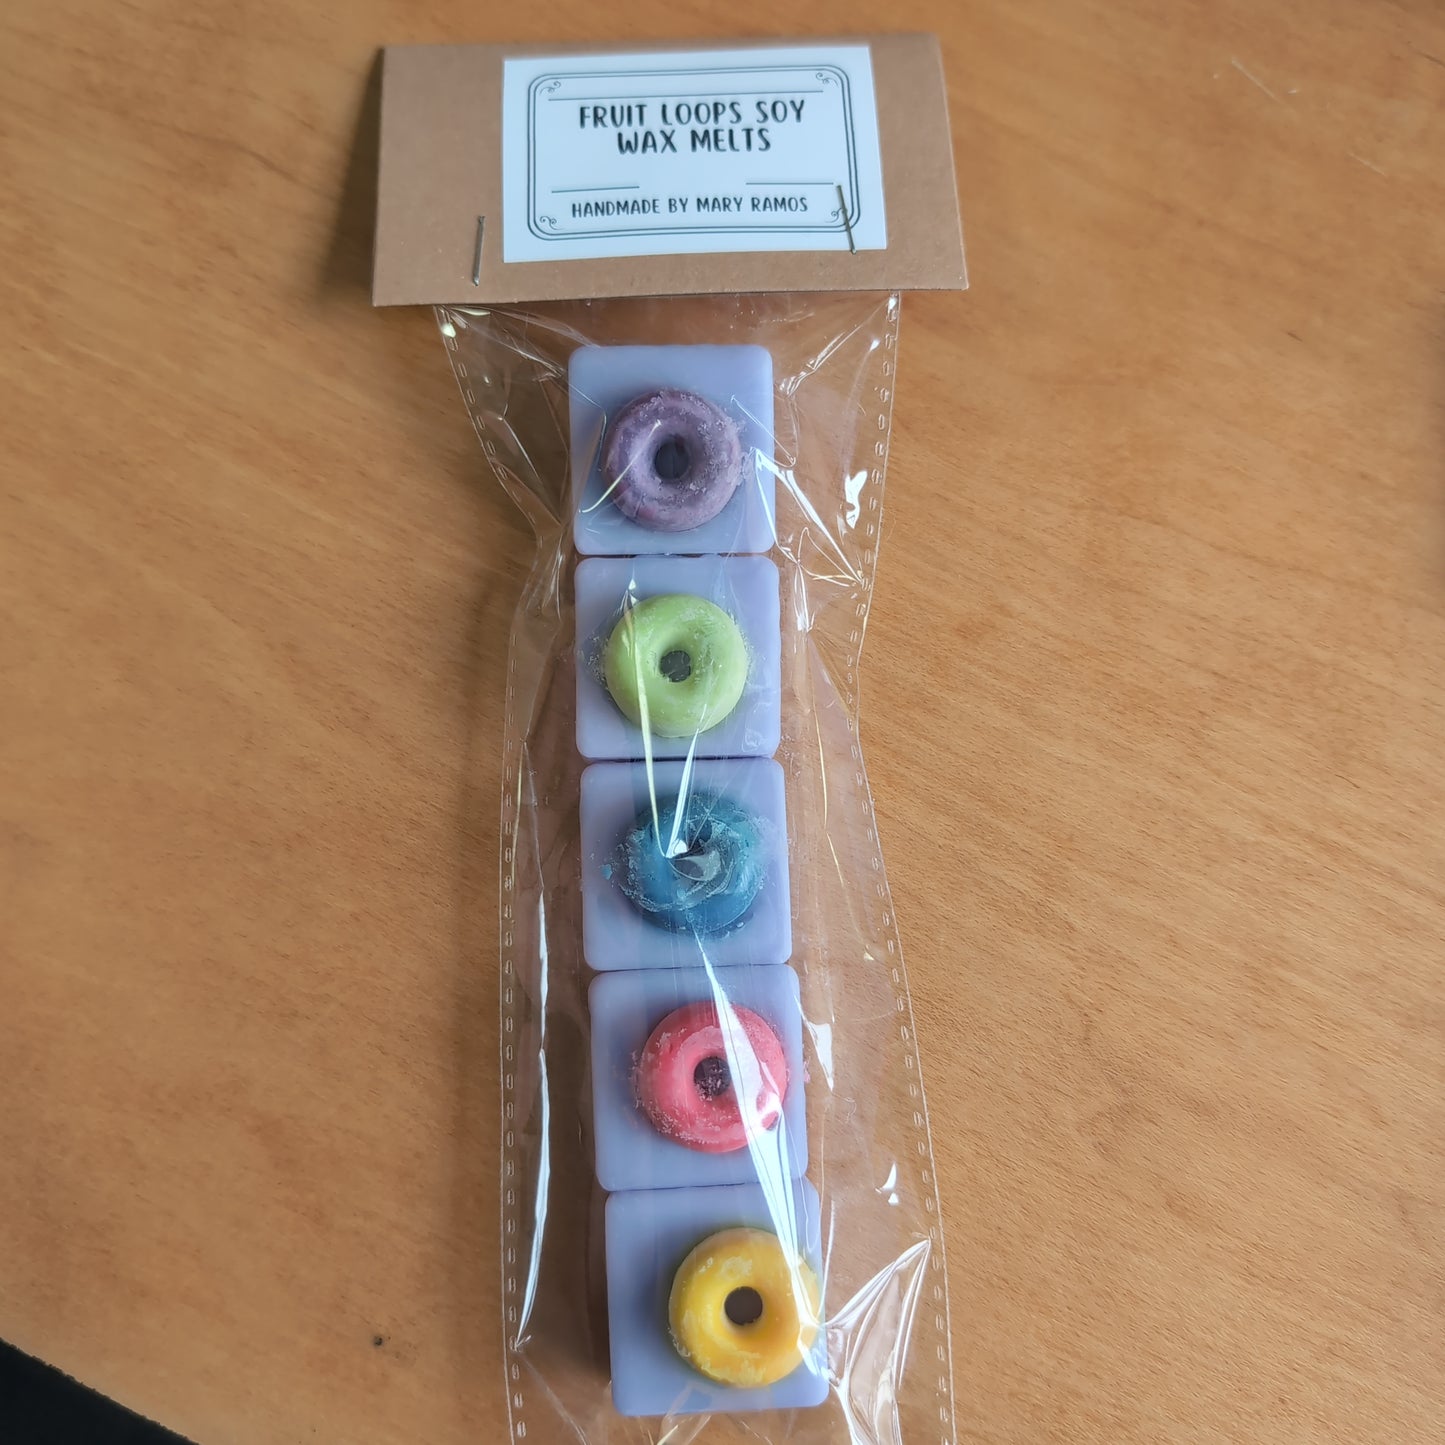 FRUIT LOOPS SOY
WAX MELTS
HANDMADE BY MARY RAMOS